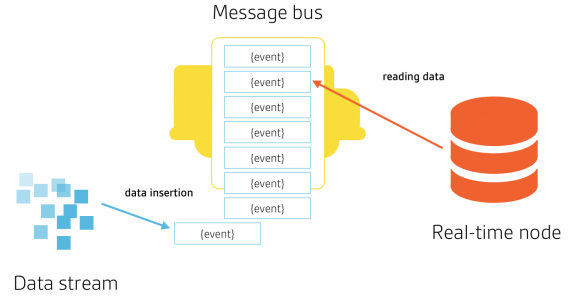 Message bus
{event}
{event}
reading data
{event}
{event}
{event}
data insertion
{event}
{event}
{event}
Real-time node
Data stream